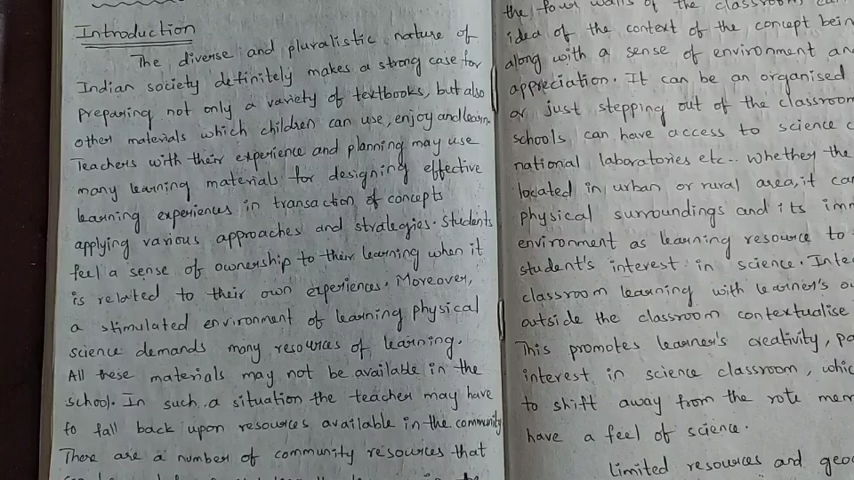 Introduction
The diverse and pluralistic nature of
Indian society definitely makes a strong case for
preparing not only a variety of textbooks, but also
other materials which children can use, enjoy and learn.
Teachers with their experience and planning may use
many learning materials for designing effective
learning experiences in transaction of concepts
applying various approaches and strategies. Students
feel a sense of ownership to their learning when it
is related to their own experiences. Moreover,
a stimulated environment of learning physical
science demands many resources of learning.
All these materials may not be available in the
school. In such a situation the teacher may have
to fall back upon resources available in the community
There are a number of community resources that
the four walls of the classroom
idea of the context of the concept
along with a sense of environment
appreciation. It can be an organised
or just stepping out of the classroom
schools can have access to science
national laboratories etc.. Whether the
located in urban or rural area, it
physical surroundings and its
environment as learning resource to
student's interest in science.
classroom learning with learner's
outside the classroom contextualise
This promotes learner's creativity,
interest in science classroom,
to shift away from the rote
have a feel of science.
Limited resources and